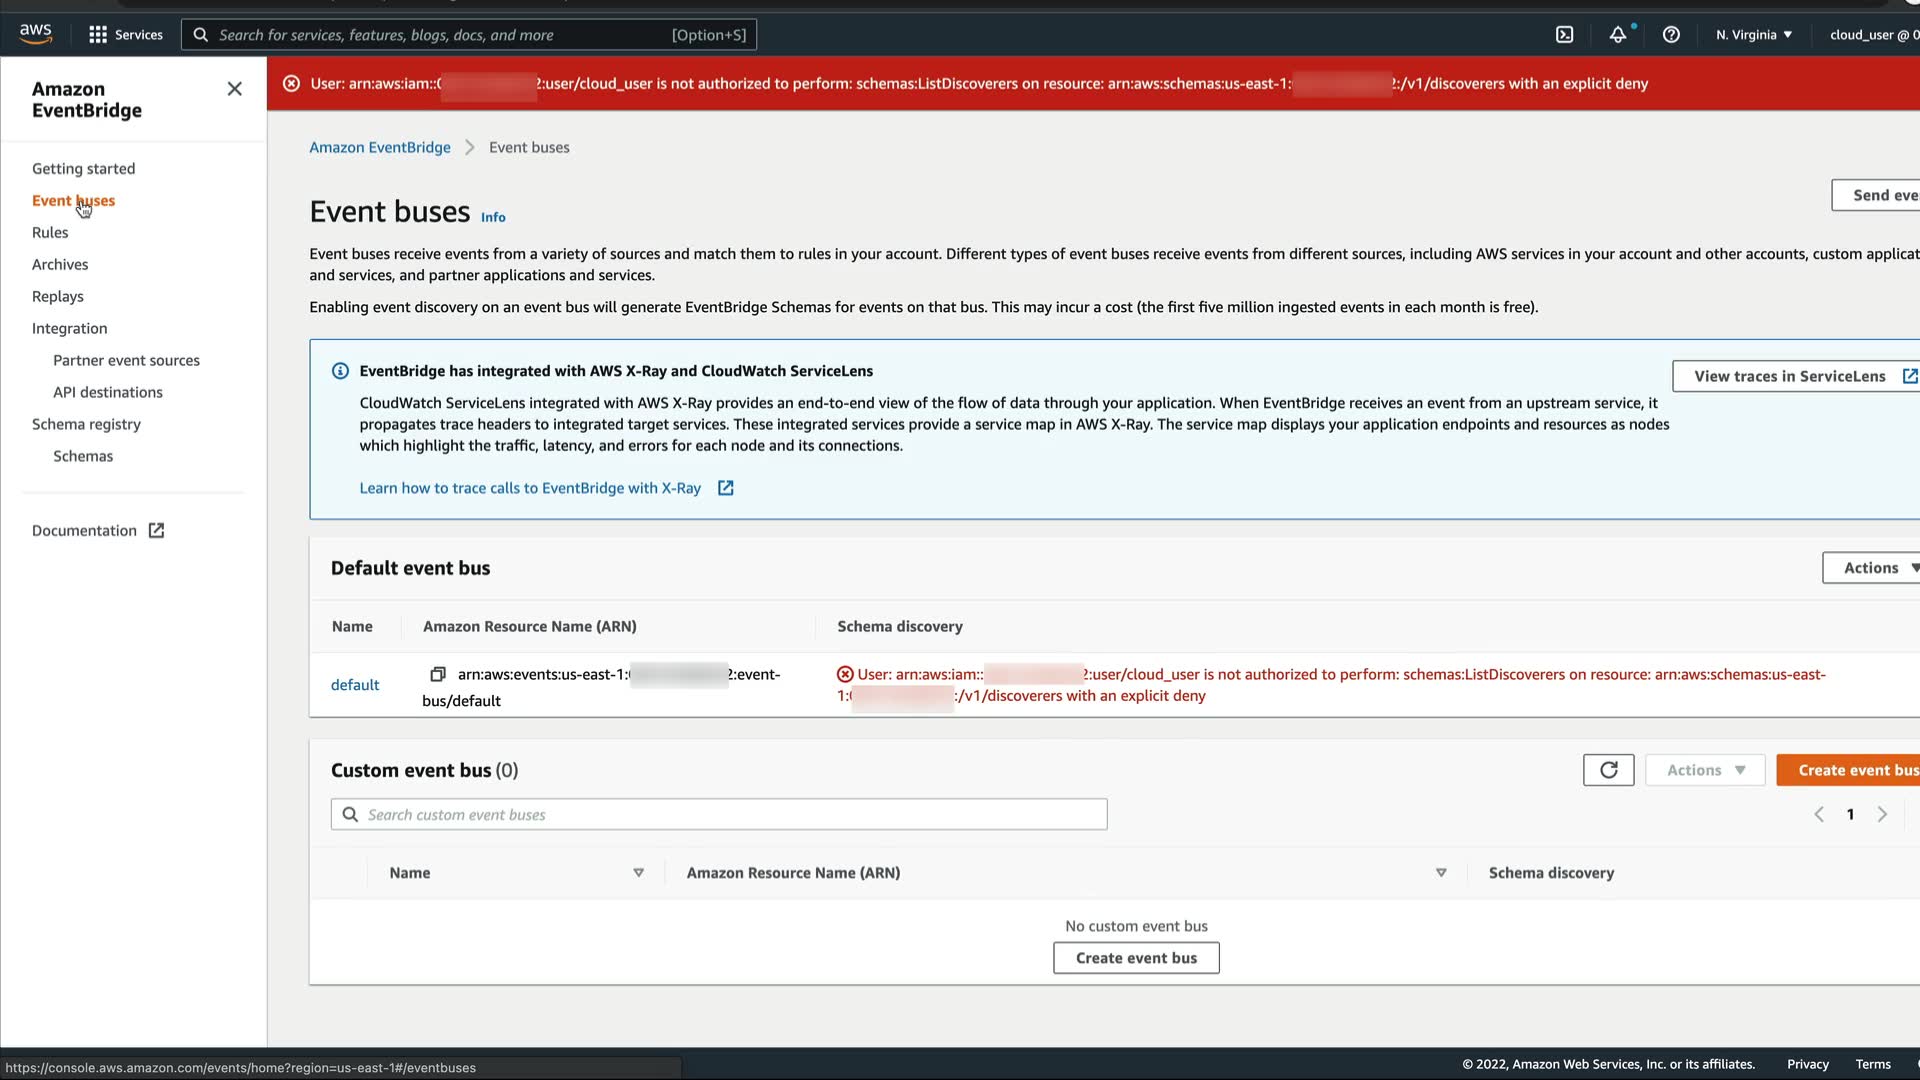 aws
Services
Search for services, features, blogs, docs, and more [Option+S]
N. Virginia
cloud_user @ 0
Amazon
EventBridge
Getting started
Event buses
Rules
Archives
Replays
Integration
Partner event sources
API destinations
Schema registry
Schemas
Documentation
User: arn:aws:iam::0 2:user/cloud_user is not authorized to perform: schemas:ListDiscoverers on resource: arn:aws:schemas:us-east-1: 2:/v1/discoverers with an explicit deny
Amazon EventBridge > Event buses
Event buses Info
Send eve
Event buses receive events from a variety of sources and match them to rules in your account. Different types of event buses receive events from different sources, including AWS services in your account and other accounts, custom applicat
and services, and partner applications and services.
Enabling event discovery on an event bus will generate EventBridge Schemas for events on that bus. This may incur a cost (the first five million ingested events in each month is free).
EventBridge has integrated with AWS X-Ray and CloudWatch ServiceLens
View traces in ServiceLens
CloudWatch ServiceLens integrated with AWS X-Ray provides an end-to-end view of the flow of data through your application. When EventBridge receives an event from an upstream service, it
propagates trace headers to integrated target services. These integrated services provide a service map in AWS X-Ray. The service map displays your application endpoints and resources as nodes
which highlight the traffic, latency, and errors for each node and its connections.
Learn how to trace calls to EventBridge with X-Ray
Default event bus
Actions
Name Amazon Resource Name (ARN) Schema discovery
default
arn:aws:events:us-east-1: 2:event-
bus/default
User: arn:aws:iam:: 2:user/cloud_user is not authorized to perform: schemas:ListDiscoverers on resource: arn:aws:schemas:us-east-
1: :/v1/discoverers with an explicit deny
Custom event bus (0)
Actions
Create event bus
Search custom event buses
1
Name Amazon Resource Name (ARN) Schema discovery
No custom event bus
Create event bus
https://console.aws.amazon.com/events/home?region=us-east-1#/eventbuses
© 2022, Amazon Web Services, Inc. or its affiliates. Privacy Terms